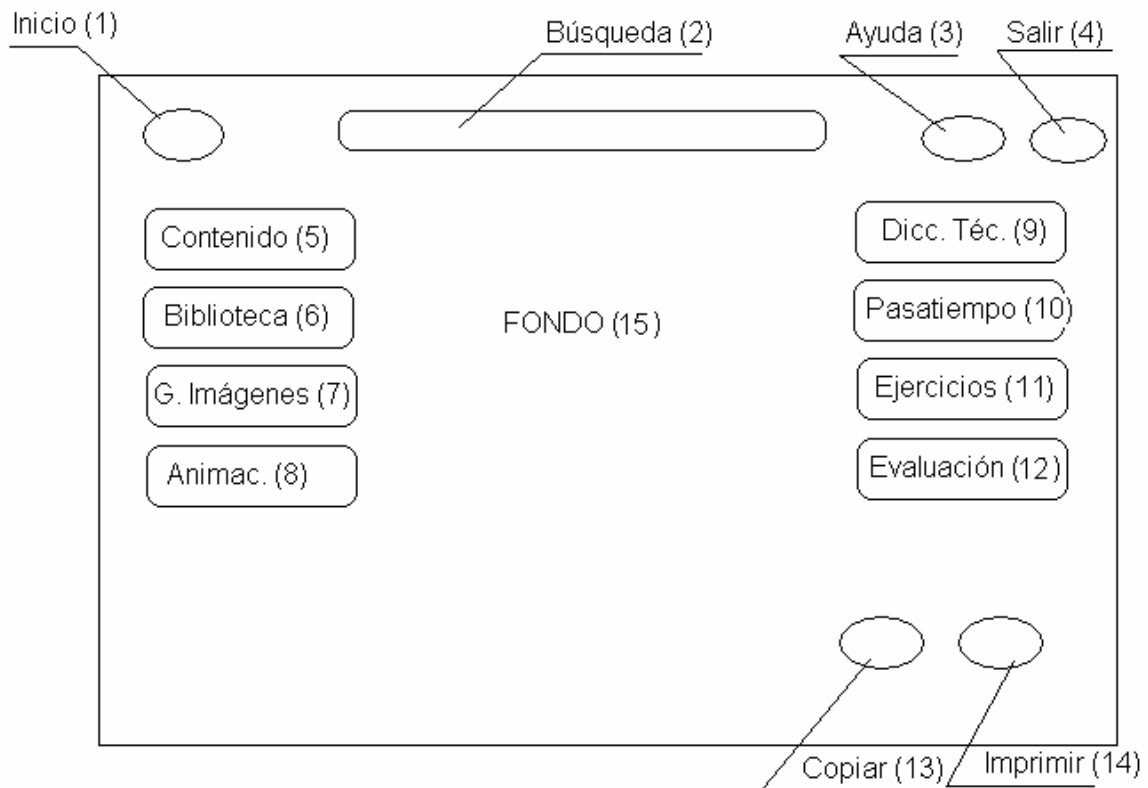 Inicio (1)
Búsqueda (2)
Ayuda (3)
Salir (4)
Contenido (5)
Biblioteca (6)
G. Imágenes (7)
Animac. (8)
FONDO (15)
Dicc. Téc. (9)
Pasatiempo (10)
Ejercicios (11)
Evaluación (12)
Copiar (13)
Imprimir (14)